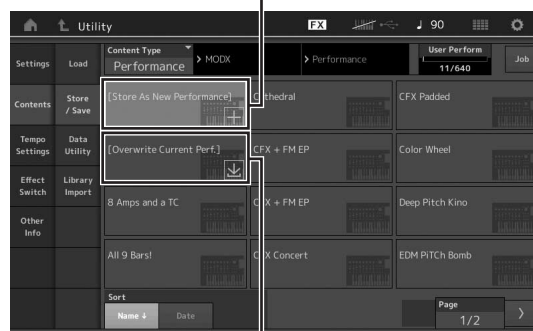 Utility
FX
♩ 90
Settings
Load
Content Type
Performance
MODX
Performance
User Perform
11/640
Job
Contents
Store
/ Save
[Store As New Performance]
CFX Padded
Tempo
Settings
Data
Utility
[Overwrite Current Perf.]
CFX + FM EP
Color Wheel
Effect
Switch
Library
Import
8 Amps and a TC
CFX + FM EP
Deep Pitch Kino
Other
Info
All 9 Bars!
CFX Concert
EDM PiTCh Bomb
Sort
Name ↓
Date
Page
1/2